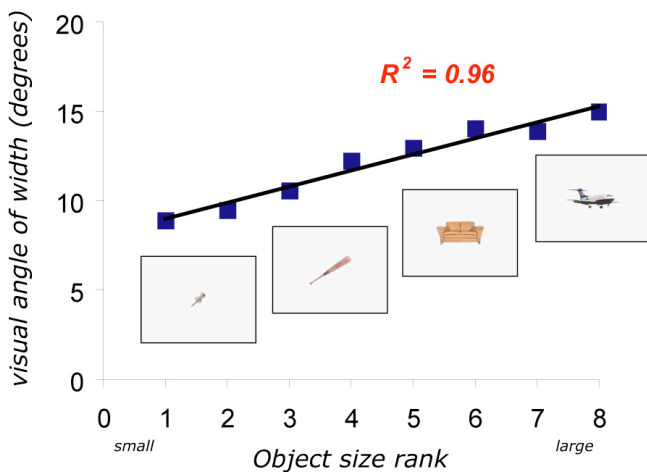 visual angle of width (degrees)
20
15
10
5
0
R² = 0.96
0 1 2 3 4 5 6 7 8
small large
Object size rank